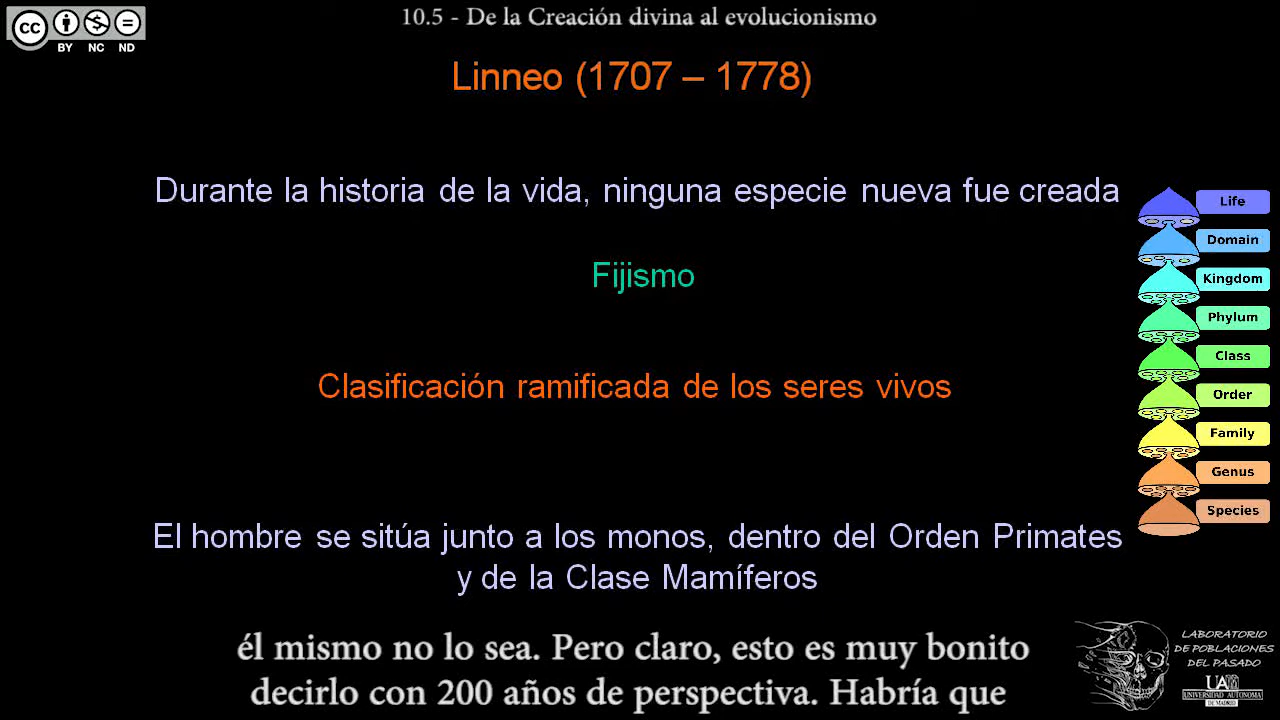 10.5 - De la Creación divina al evolucionismo
BY NC ND
Linneo (1707 – 1778)
Durante la historia de la vida, ninguna especie nueva fue creada
Fijismo
Clasificación ramificada de los seres vivos
El hombre se sitúa junto a los monos, dentro del Orden Primates
y de la Clase Mamíferos
Life
Domain
Kingdom
Phylum
Class
Order
Family
Genus
Species
él mismo no lo sea. Pero claro, esto es muy bonito
decirlo con 200 años de perspectiva. Habría que
LABORATORIO
DE POBLACIONES
DEL PASADO
UNIVERSIDAD AUTONOMA
DE MADRID